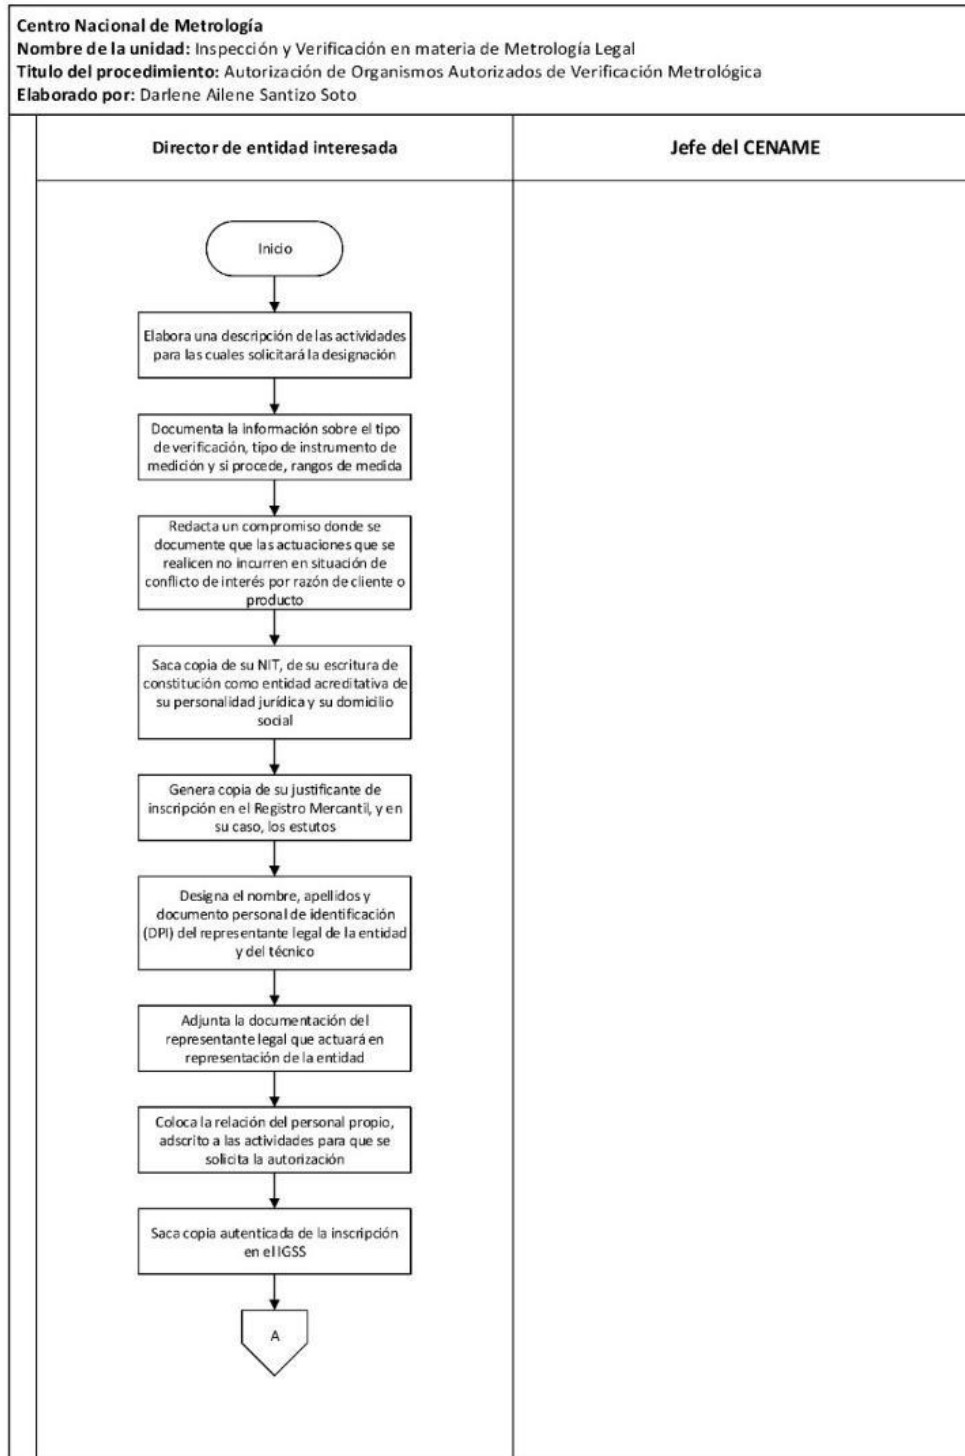 Centro Nacional de Metrología
Nombre de la unidad: Inspección y Verificación en materia de Metrología Legal
Titulo del procedimiento: Autorización de Organismos Autorizados de Verificación Metrológica
Elaborado por: Darlene Ailene Santizo Soto
Director de entidad interesada
Jefe del CENAME
Inicio
Elabora una descripción de las actividades
para las cuales solicitará la designación
Documenta la información sobre el tipo
de verificación, tipo de instrumento de
medición y si procede, rangos de medida
Redacta un compromiso donde se
documente que las actuaciones que se
realicen no incurren en situación de
conflicto de interés por razón de cliente o
producto
Saca copia de su NIT, de su escritura de
constitución como entidad acreditativa de
su personalidad jurídica y su domicilio
social
Genera copia de su justificante de
inscripción en el Registro Mercantil, y en
su caso, los estutos
Designa el nombre, apellidos y
documento personal de identificación
(DPI) del representante legal de la entidad
y del técnico
Adjunta la documentación del
representante legal que actuará en
representación de la entidad
Coloca la relación del personal propio,
adscrito a las actividades para que se
solicita la autorización
Saca copia autenticada de la inscripción
en el IGSS
A